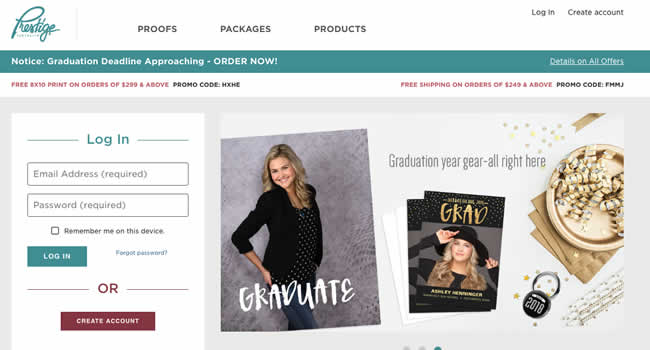 Prestige
PORTRAITS
Log In Create account
PROOFS PACKAGES PRODUCTS
Notice: Graduation Deadline Approaching - ORDER NOW! Details on All Offers
FREE 8X10 PRINT ON ORDERS OF $299 & ABOVE PROMO CODE: HXHE FREE SHIPPING ON ORDERS OF $249 & ABOVE PROMO CODE: FMMJ
Log In
Email Address (required)
Password (required)
Remember me on this device.
LOG IN Forgot password?
OR
CREATE ACCOUNT
Graduation year gear-all right here
GRADUATE
GRAD
ASHLEY HENNINGER
2018